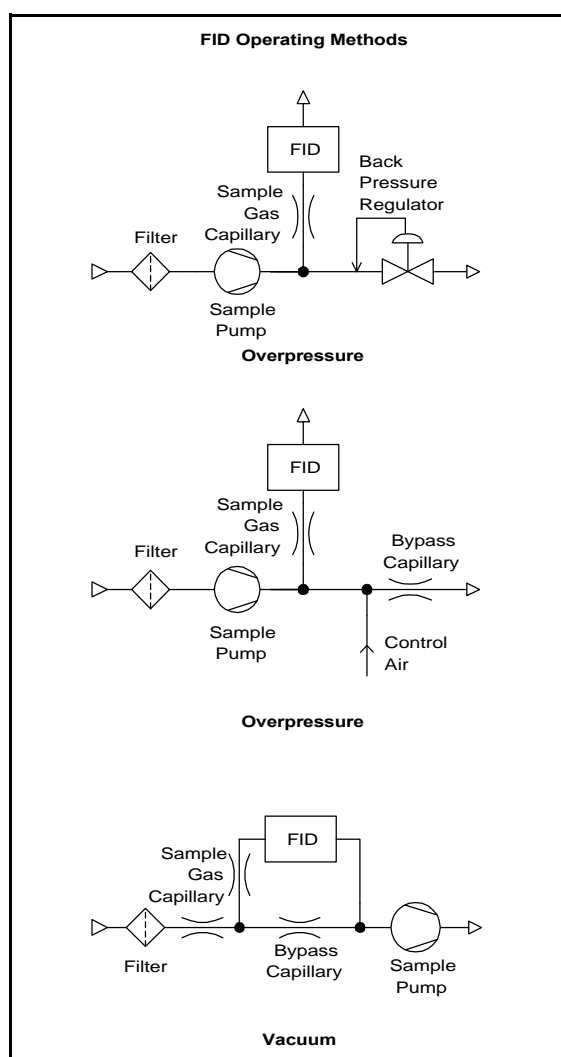 FID Operating Methods
FID
Back
Pressure
Regulator
Sample
Gas
Capillary
Filter
Sample
Pump
Overpressure
FID
Sample
Gas
Capillary
Bypass
Capillary
Filter
Sample
Pump
Control
Air
Overpressure
FID
Sample
Gas
Capillary
Filter
Bypass
Capillary
Sample
Pump
Vacuum